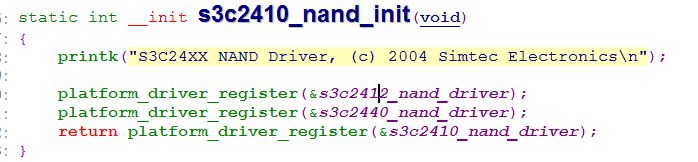 static int __init s3c2410_nand_init(void)
{
printk("S3C24XX NAND Driver, (c) 2004 Simtec Electronics\n");
platform_driver_register(&s3c2412_nand_driver);
platform_driver_register(&s3c2440_nand_driver);
return platform_driver_register(&s3c2410_nand_driver);
}